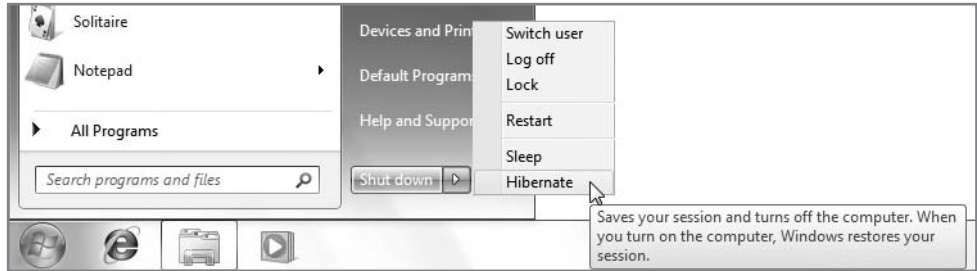 Solitaire
Notepad
All Programs
Search programs and files
Devices and Prin
Default Program
Help and Suppor
Shut down
Switch user
Log off
Lock
Restart
Sleep
Hibernate
Saves your session and turns off the computer. When
you turn on the computer, Windows restores your
session.